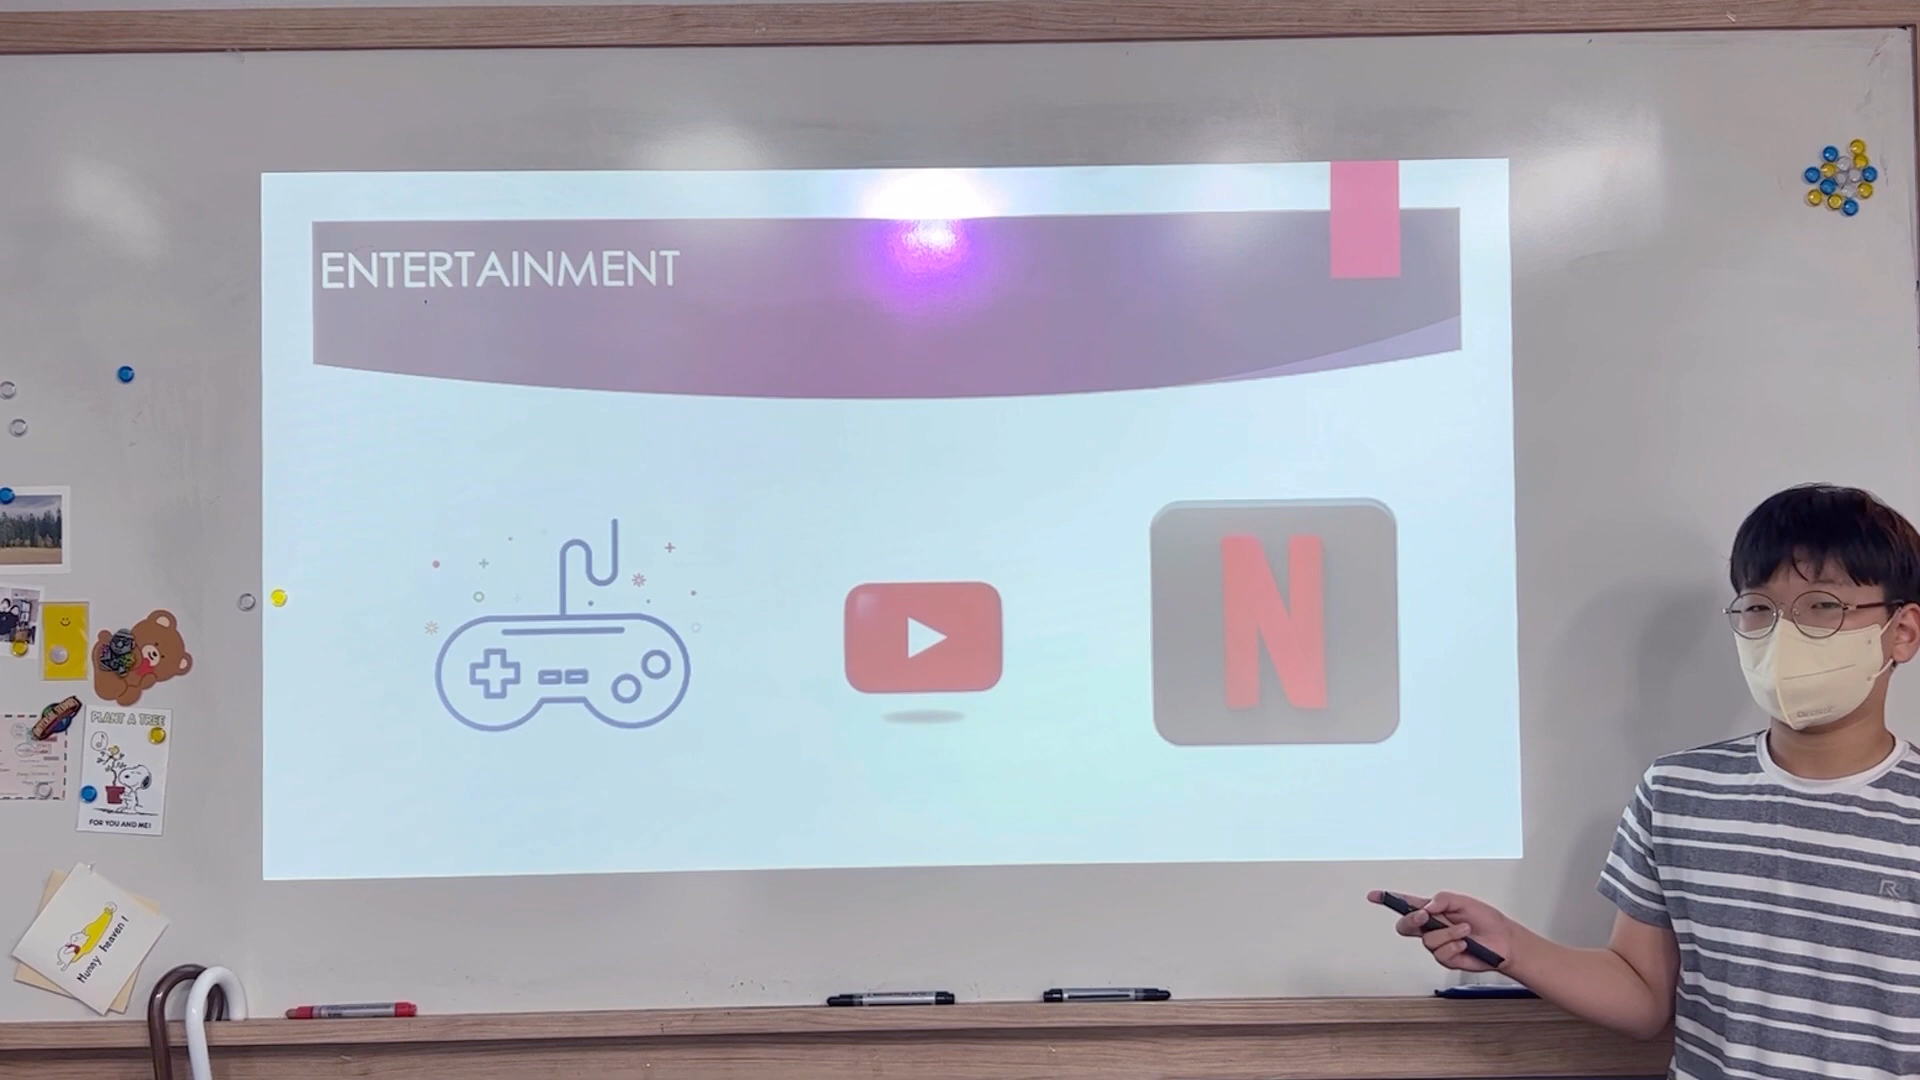 ENTERTAINMENT
N
PLANT A TREE
FOR YOU AND ME!
Hunny heaven!